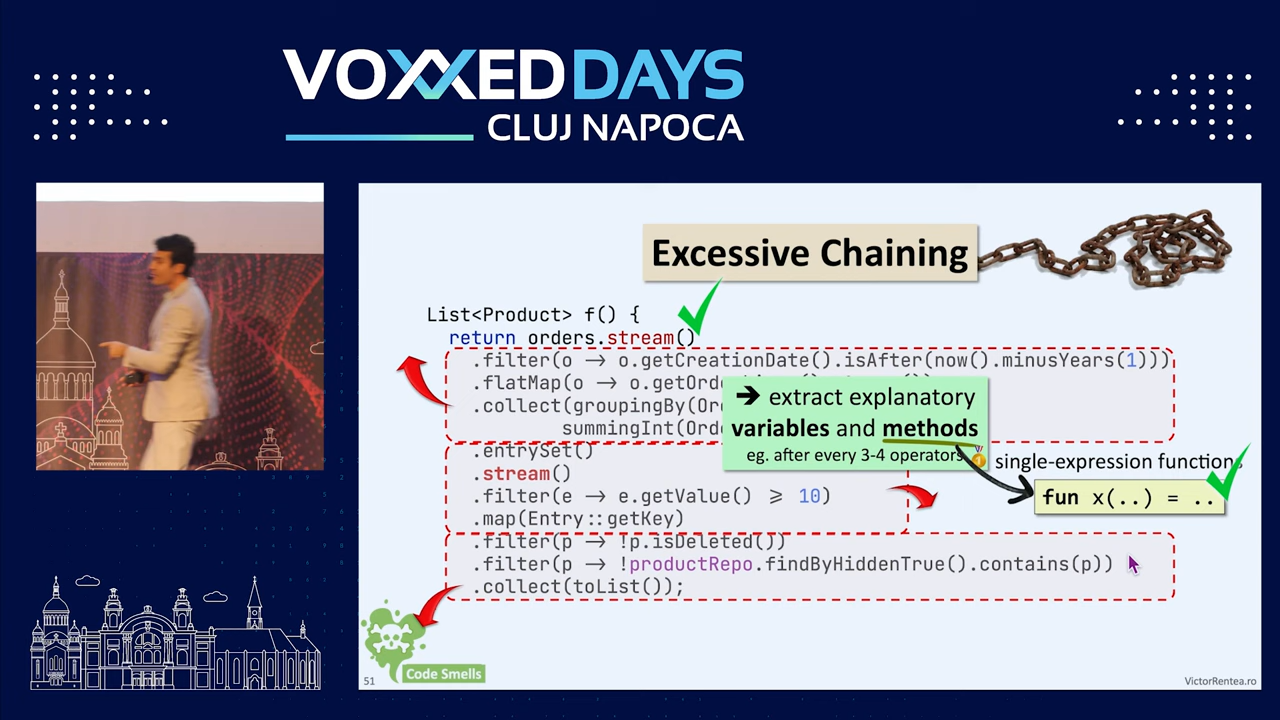 VOXXED DAYS
CLUJ NAPOCA
Excessive Chaining
List<Product> f() {
return orders.stream()
.filter(o -> o.getCreationDate().isAfter(now().minusYears(1)))
.flatMap(o -> o.getOrde
.collect(groupingBy(Or
summingInt(Ord
→ extract explanatory
variables and methods
eg. after every 3-4 operators
.entrySet()
.stream()
.filter(e -> e.getValue() ≥ 10)
.map(Entry::getKey)
single-expression functions
fun x(..) = ..
.filter(p -> !p.isDeleted())
.filter(p -> !productRepo.findByHiddenTrue().contains(p))
.collect(toList());
Code Smells
51
VictorRentea.ro